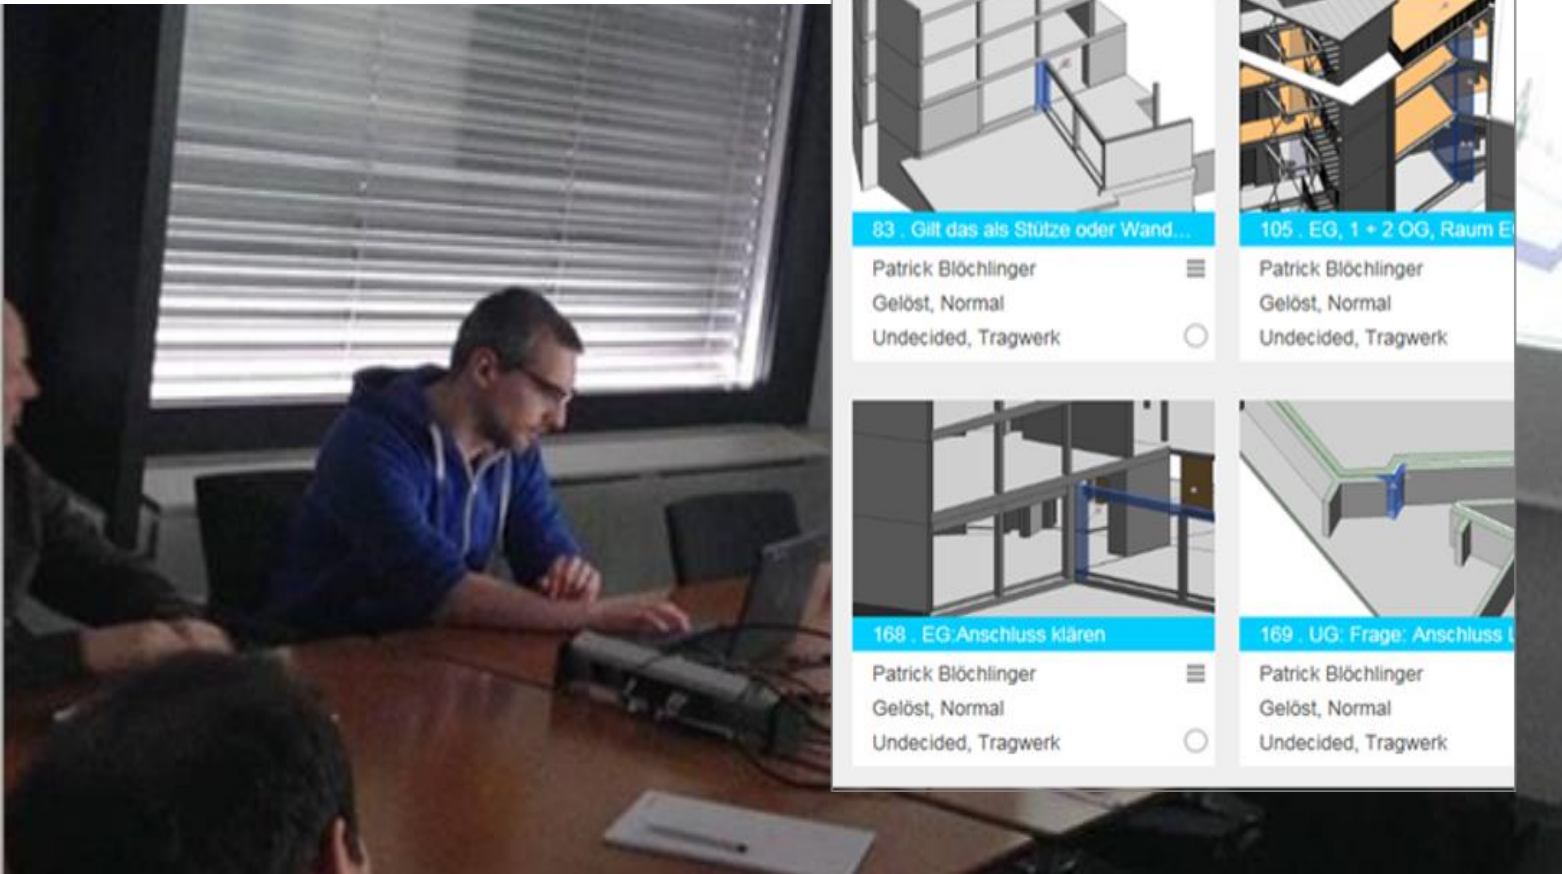 83 . Gilt das als Stütze oder Wand...
Patrick Blöchlinger
Gelöst, Normal
Undecided, Tragwerk
105 . EG, 1 + 2 OG, Raum E
Patrick Blöchlinger
Gelöst, Normal
Undecided, Tragwerk
168 . EG:Anschluss klären
Patrick Blöchlinger
Gelöst, Normal
Undecided, Tragwerk
169 . UG: Frage: Anschluss
Patrick Blöchlinger
Gelöst, Normal
Undecided, Tragwerk